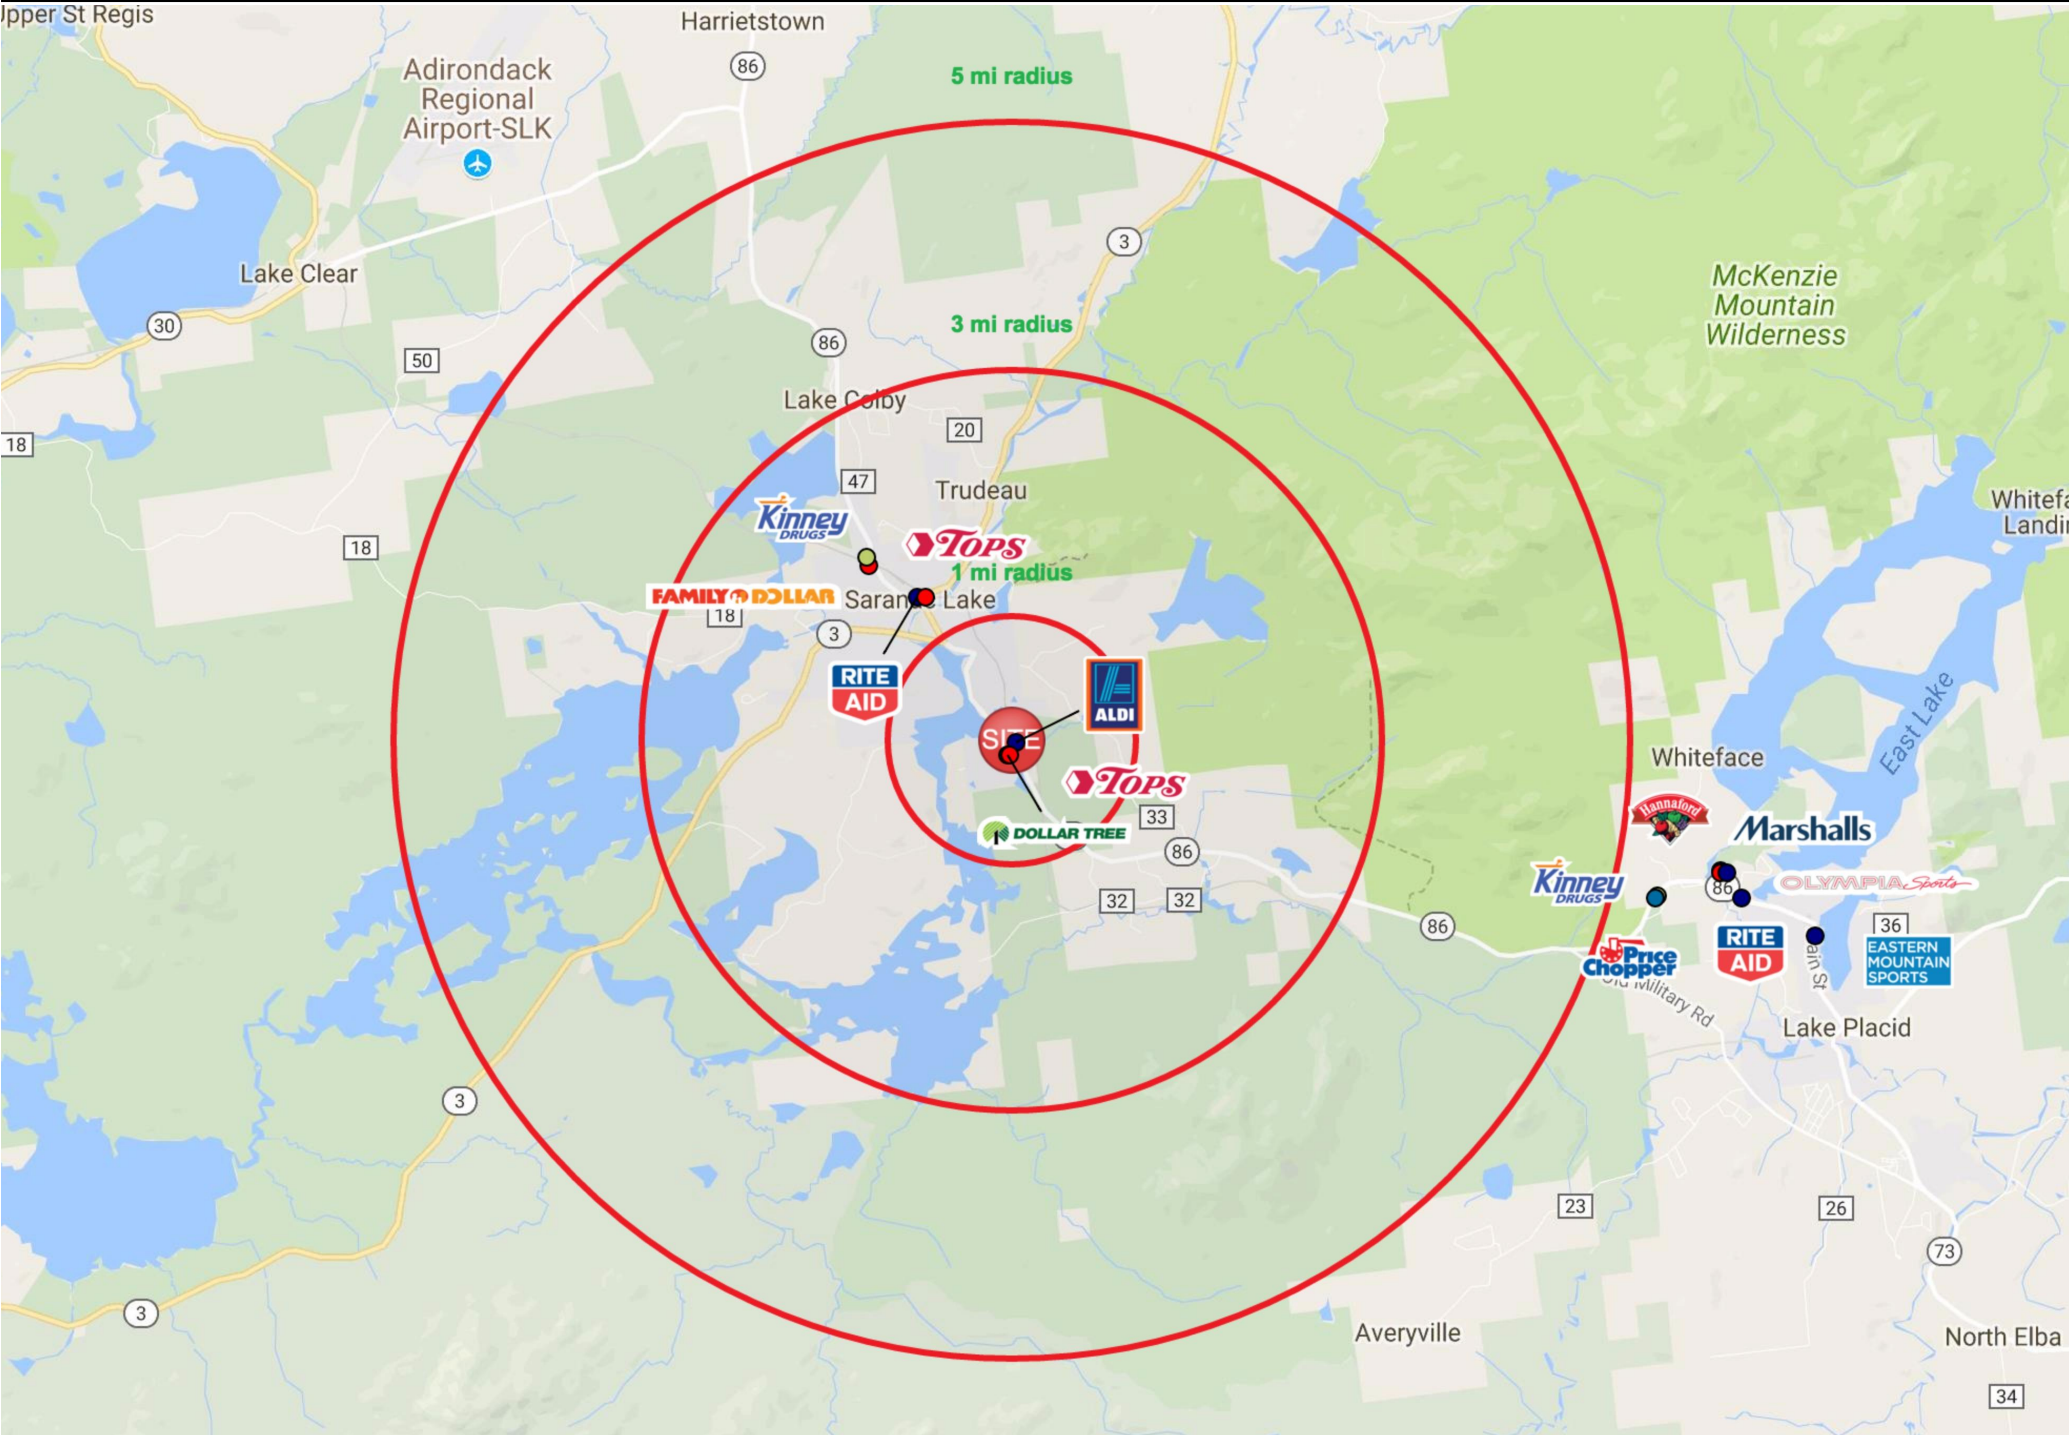 Upper St Regis
Harrietstown
86
5 mi radius
Adirondack
Regional
Airport-SLK
3
Lake Clear
30
McKenzie
Mountain
Wilderness
3 mi radius
86
50
Lake Colby
20
18
47
Trudeau
Whitefa
Landin
Kinney
DRUGS
TOPS
18
1 mi radius
FAMILY DOLLAR
Saranac Lake
18
3
RITE
AID
ALDI
SITE
East Lake
Whiteface
TOPS
33
DOLLAR TREE
86
Hannaford
Marshalls
Kinney
DRUGS
86
OLYMPIA Sports
32
32
86
36
Price
Chopper
RITE
AID
ain St
EASTERN
MOUNTAIN
SPORTS
Old Military Rd
Lake Placid
3
23
26
73
3
Averyville
North Elba
34